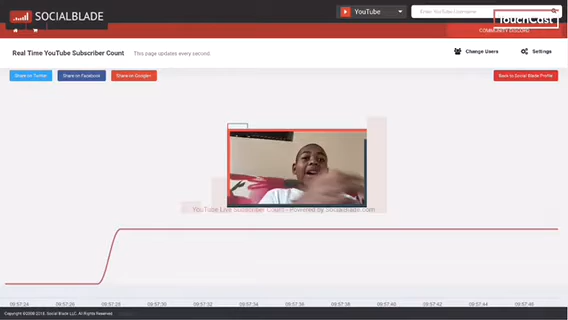 SOCIALBLADE
YouTube
Enter YouTube Username
TouchCast
COMMUNITY DISCORD
Real Time YouTube Subscriber Count
This page updates every second.
Change Users
Settings
Share on Twitter
Share on Facebook
Share on Google+
Back to Social Blade Profile
YouTube Live Subscriber Count - Powered by Socialblade.com
09:57:24
09:57:26
09:57:28
09:57:30
09:57:32
09:57:34
09:57:36
09:57:38
09:57:40
09:57:42
09:57:44
09:57:46
Copyright ©2008-2018. Social Blade LLC. All Rights Reserved.